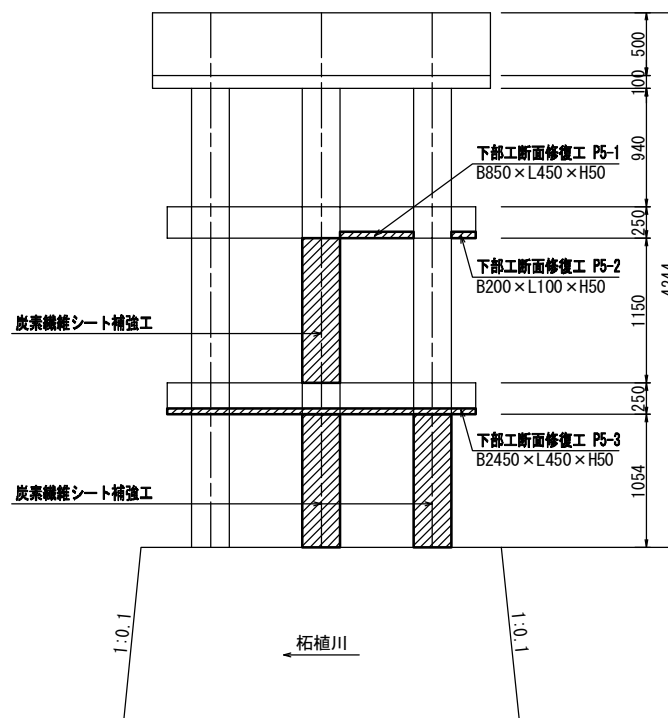 500
100
940
下部工断面修復工 P5-1
B850×L450×H50
250
下部工断面修復工 P5-2
B200×L100×H50
4244
1150
炭素繊維シート補強工
250
下部工断面修復工 P5-3
B2450×L450×H50
1054
炭素繊維シート補強工
1:0.1
1:0.1
柘植川